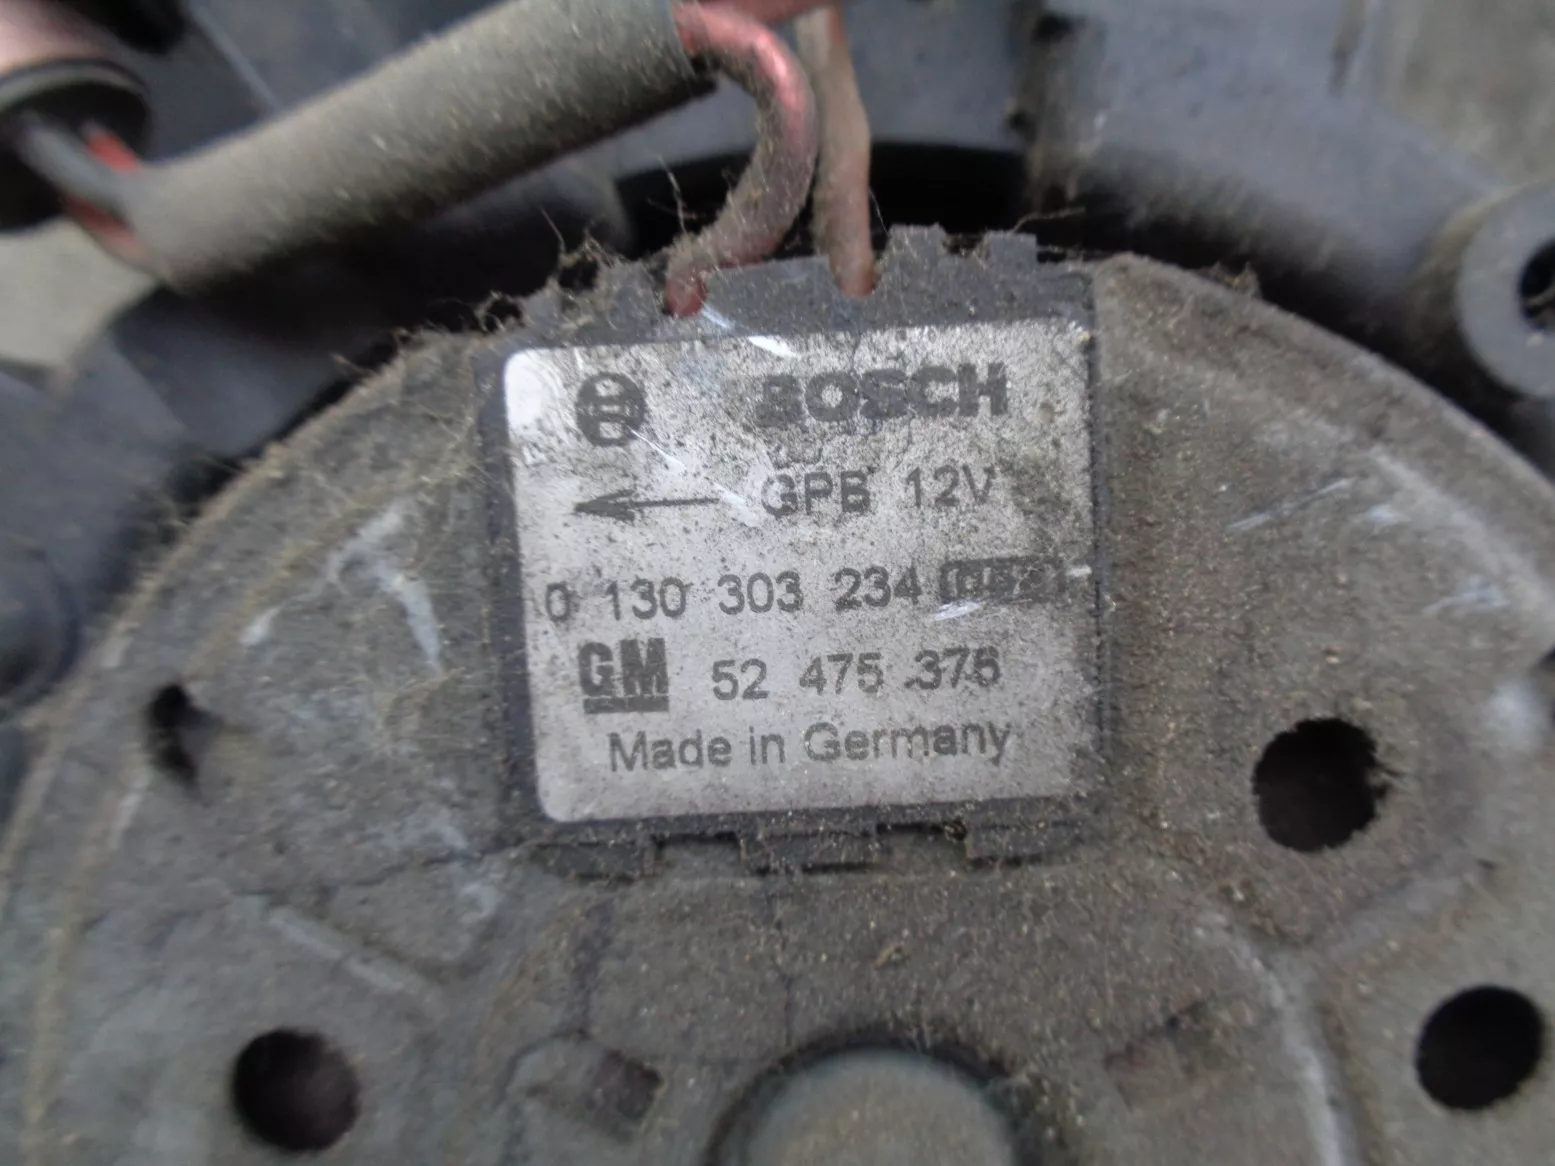 BOSCH
GPB 12V
0 130 303 234
GM 52 475 376
Made in Germany